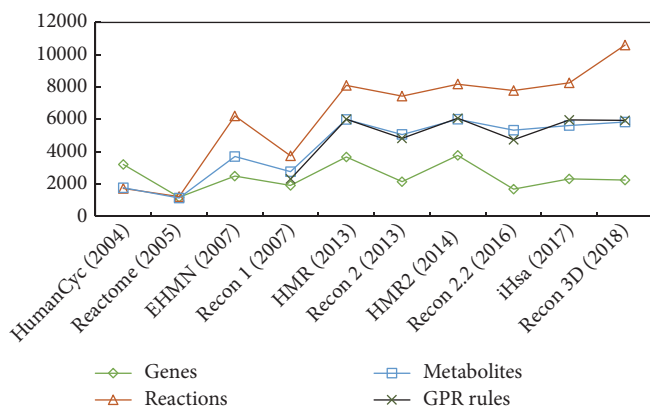 12000
10000
8000
6000
4000
2000
0
HumanCyc (2004)
Reactome (2005)
EHMN (2007)
Recon 1 (2007)
HMR (2013)
Recon 2 (2013)
HMR2 (2014)
Recon 2.2 (2016)
iHsa (2017)
Recon 3D (2018)
Genes
Metabolites
Reactions
GPR rules